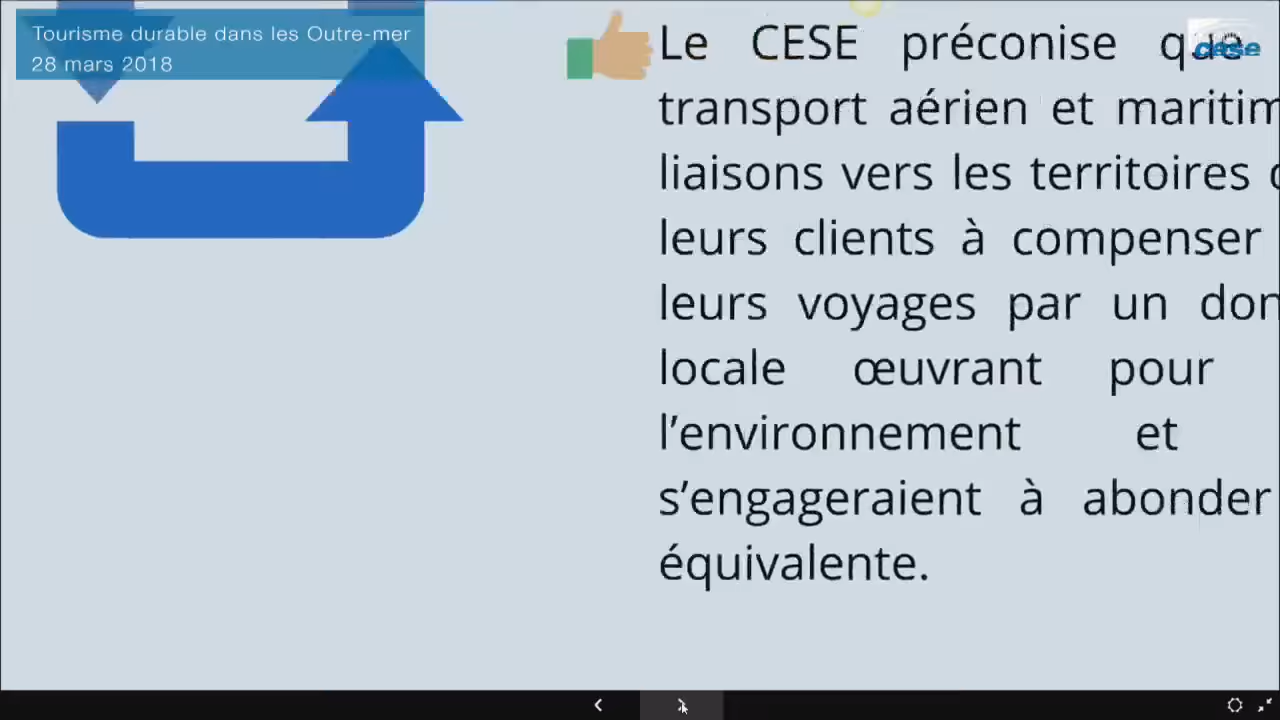 Tourisme durable dans les Outre-mer
28 mars 2018
cese
Le CESE préconise que
transport aérien et maritim
liaisons vers les territoires
leurs clients à compenser
leurs voyages par un don
locale œuvrant pour
l'environnement et
s'engageraient à abonder
équivalente.